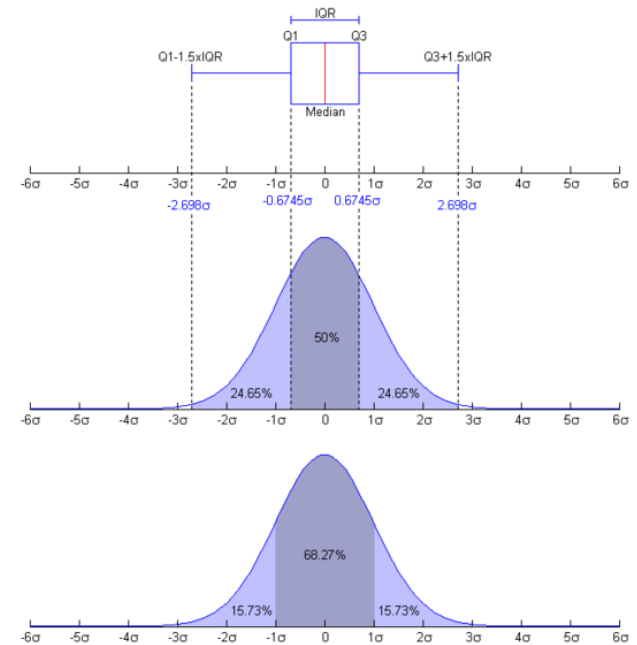 IQR
Q1 Q3
Q1-1.5xIQR Q3+1.5xIQR
Median
-6σ -5σ -4σ -3σ -2σ -1σ 0 1σ 2σ 3σ 4σ 5σ 6σ
-2.698σ -0.6745σ 0.6745σ 2.698σ
50%
24.65% 24.65%
-6σ -5σ -4σ -3σ -2σ -1σ 0 1σ 2σ 3σ 4σ 5σ 6σ
68.27%
15.73% 15.73%
-6σ -5σ -4σ -3σ -2σ -1σ 0 1σ 2σ 3σ 4σ 5σ 6σ